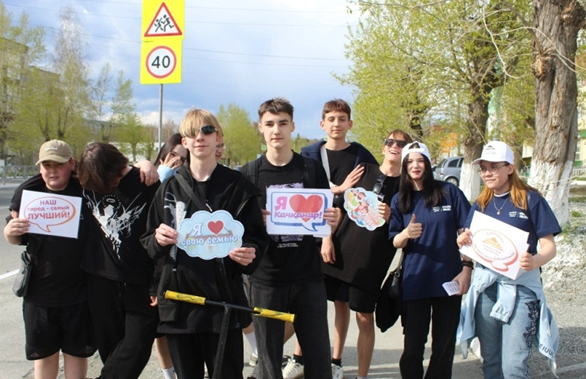 40
НАШ
город – самый
ЛУЧШИЙ!
Я
свою семью
Я
Качканар!